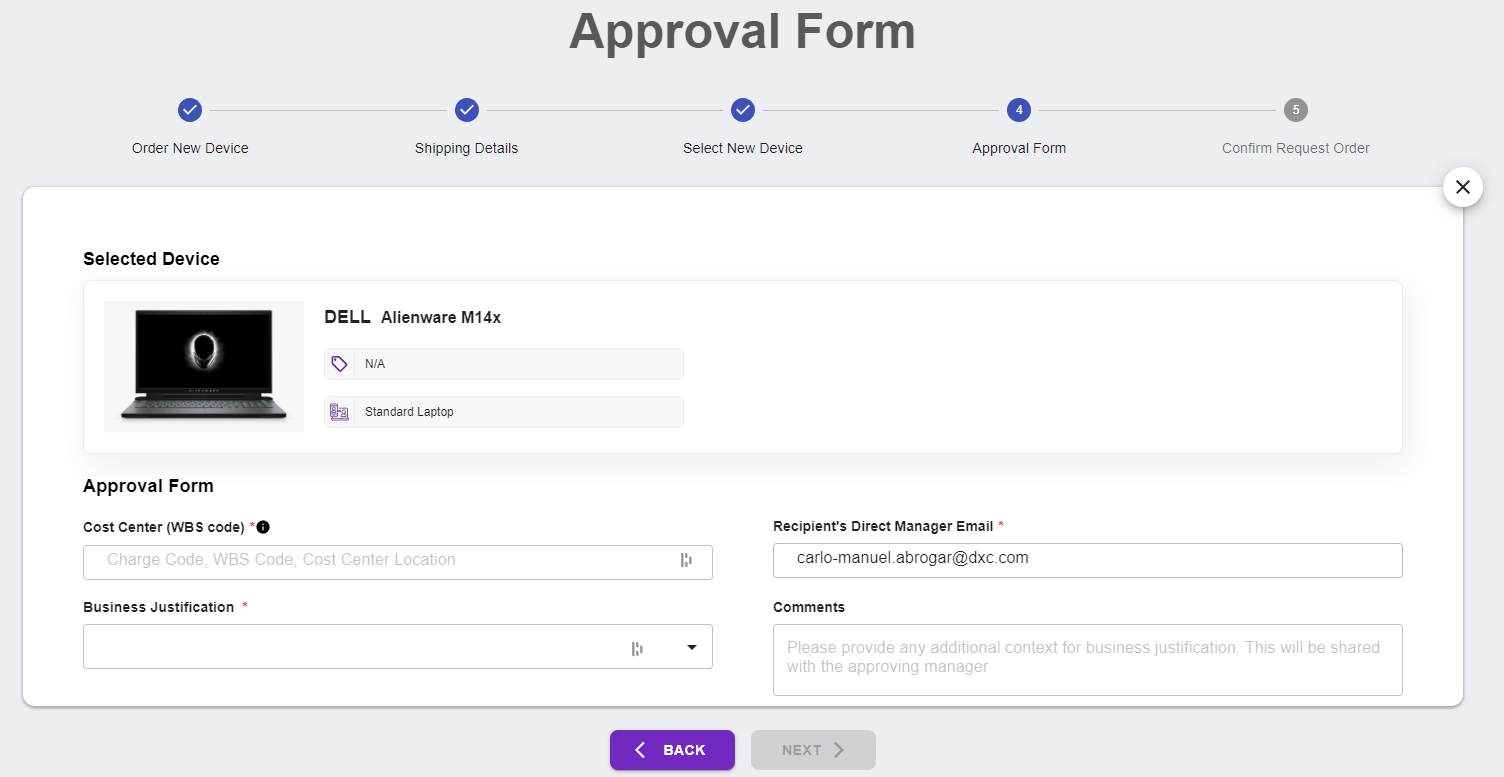 Approval Form
4
5
Order New Device
Shipping Details
Select New Device
Approval Form
Confirm Request Order
Selected Device
DELL Alienware M14x
N/A
Standard Laptop
ALIENWARE
Approval Form
Cost Center (WBS code) *
Charge Code, WBS Code, Cost Center Location
Recipient's Direct Manager Email *
carlo-manuel.abrogar@dxc.com
Business Justification *
Comments
Please provide any additional context for business justification. This will be shared
with the approving manager
BACK
NEXT